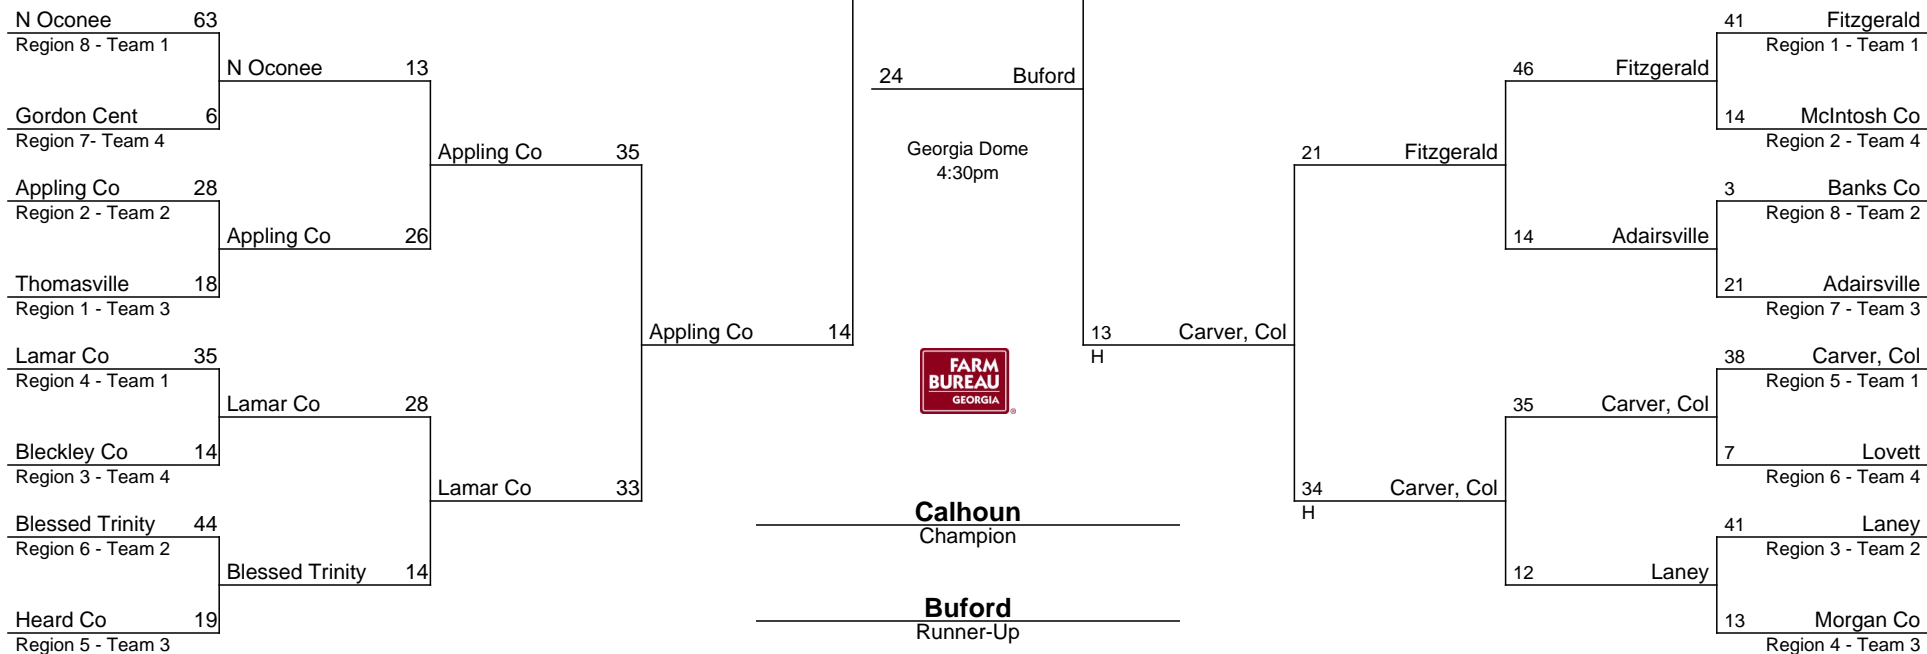 N Oconee 63
Region 8 - Team 1
N Oconee 13
Gordon Cent 6
Region 7- Team 4
Appling Co 35
Appling Co 28
Region 2 - Team 2
Appling Co 26
Thomasville 18
Region 1 - Team 3
Appling Co 14
Lamar Co 35
Region 4 - Team 1
Lamar Co 28
Bleckley Co 14
Region 3 - Team 4
Lamar Co 33
Blessed Trinity 44
Region 6 - Team 2
Blessed Trinity 14
Heard Co 19
Region 5 - Team 3
24 Buford
Georgia Dome
4:30pm
FARM
BUREAU
GEORGIA
®
Calhoun
Champion
Buford
Runner-Up
41 Fitzgerald
Region 1 - Team 1
46 Fitzgerald
14 McIntosh Co
Region 2 - Team 4
21 Fitzgerald
3 Banks Co
Region 8 - Team 2
14 Adairsville
21 Adairsville
Region 7 - Team 3
13 Carver, Col
H
38 Carver, Col
Region 5 - Team 1
35 Carver, Col
7 Lovett
Region 6 - Team 4
34 Carver, Col
H
41 Laney
Region 3 - Team 2
12 Laney
13 Morgan Co
Region 4 - Team 3